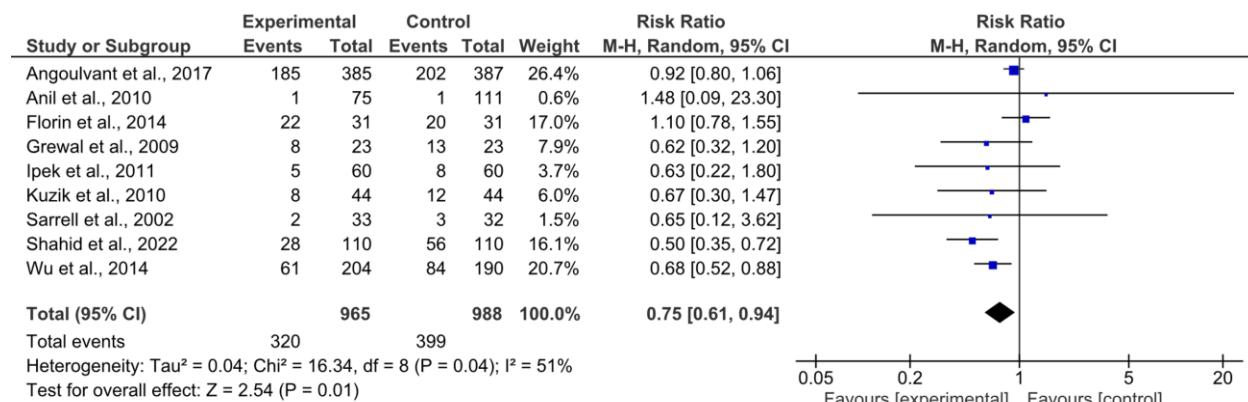 Experimental Control Risk Ratio Risk Ratio
Study or Subgroup Events Total Events Total Weight M-H, Random, 95% CI M-H, Random, 95% CI
Angoulvant et al., 2017 185 385 202 387 26.4% 0.92 [0.80, 1.06]
Anil et al., 2010 1 75 1 111 0.6% 1.48 [0.09, 23.30]
Florin et al., 2014 22 31 20 31 17.0% 1.10 [0.78, 1.55]
Grewal et al., 2009 8 23 13 23 7.9% 0.62 [0.32, 1.20]
Ipek et al., 2011 5 60 8 60 3.7% 0.63 [0.22, 1.80]
Kuzik et al., 2010 8 44 12 44 6.0% 0.67 [0.30, 1.47]
Sarrell et al., 2002 2 33 3 32 1.5% 0.65 [0.12, 3.62]
Shahid et al., 2022 28 110 56 110 16.1% 0.50 [0.35, 0.72]
Wu et al., 2014 61 204 84 190 20.7% 0.68 [0.52, 0.88]
Total (95% CI) 965 988 100.0% 0.75 [0.61, 0.94]
Total events 320 399
Heterogeneity: Tau² = 0.04; Chi² = 16.34, df = 8 (P = 0.04); I² = 51%
Test for overall effect: Z = 2.54 (P = 0.01)
0.05 0.2 1 5 20
Favours [experimental] Favours [control]